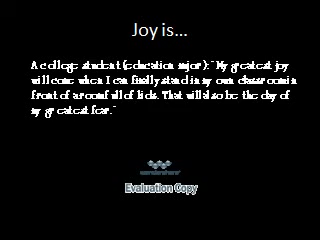 Joy is...
A college student (education major): "My greatest joy
will come when I can finally stand in my own classroom in
front of a room full of kids. That will also be the day of
my greatest fear."
wondershare
Evaluation Copy